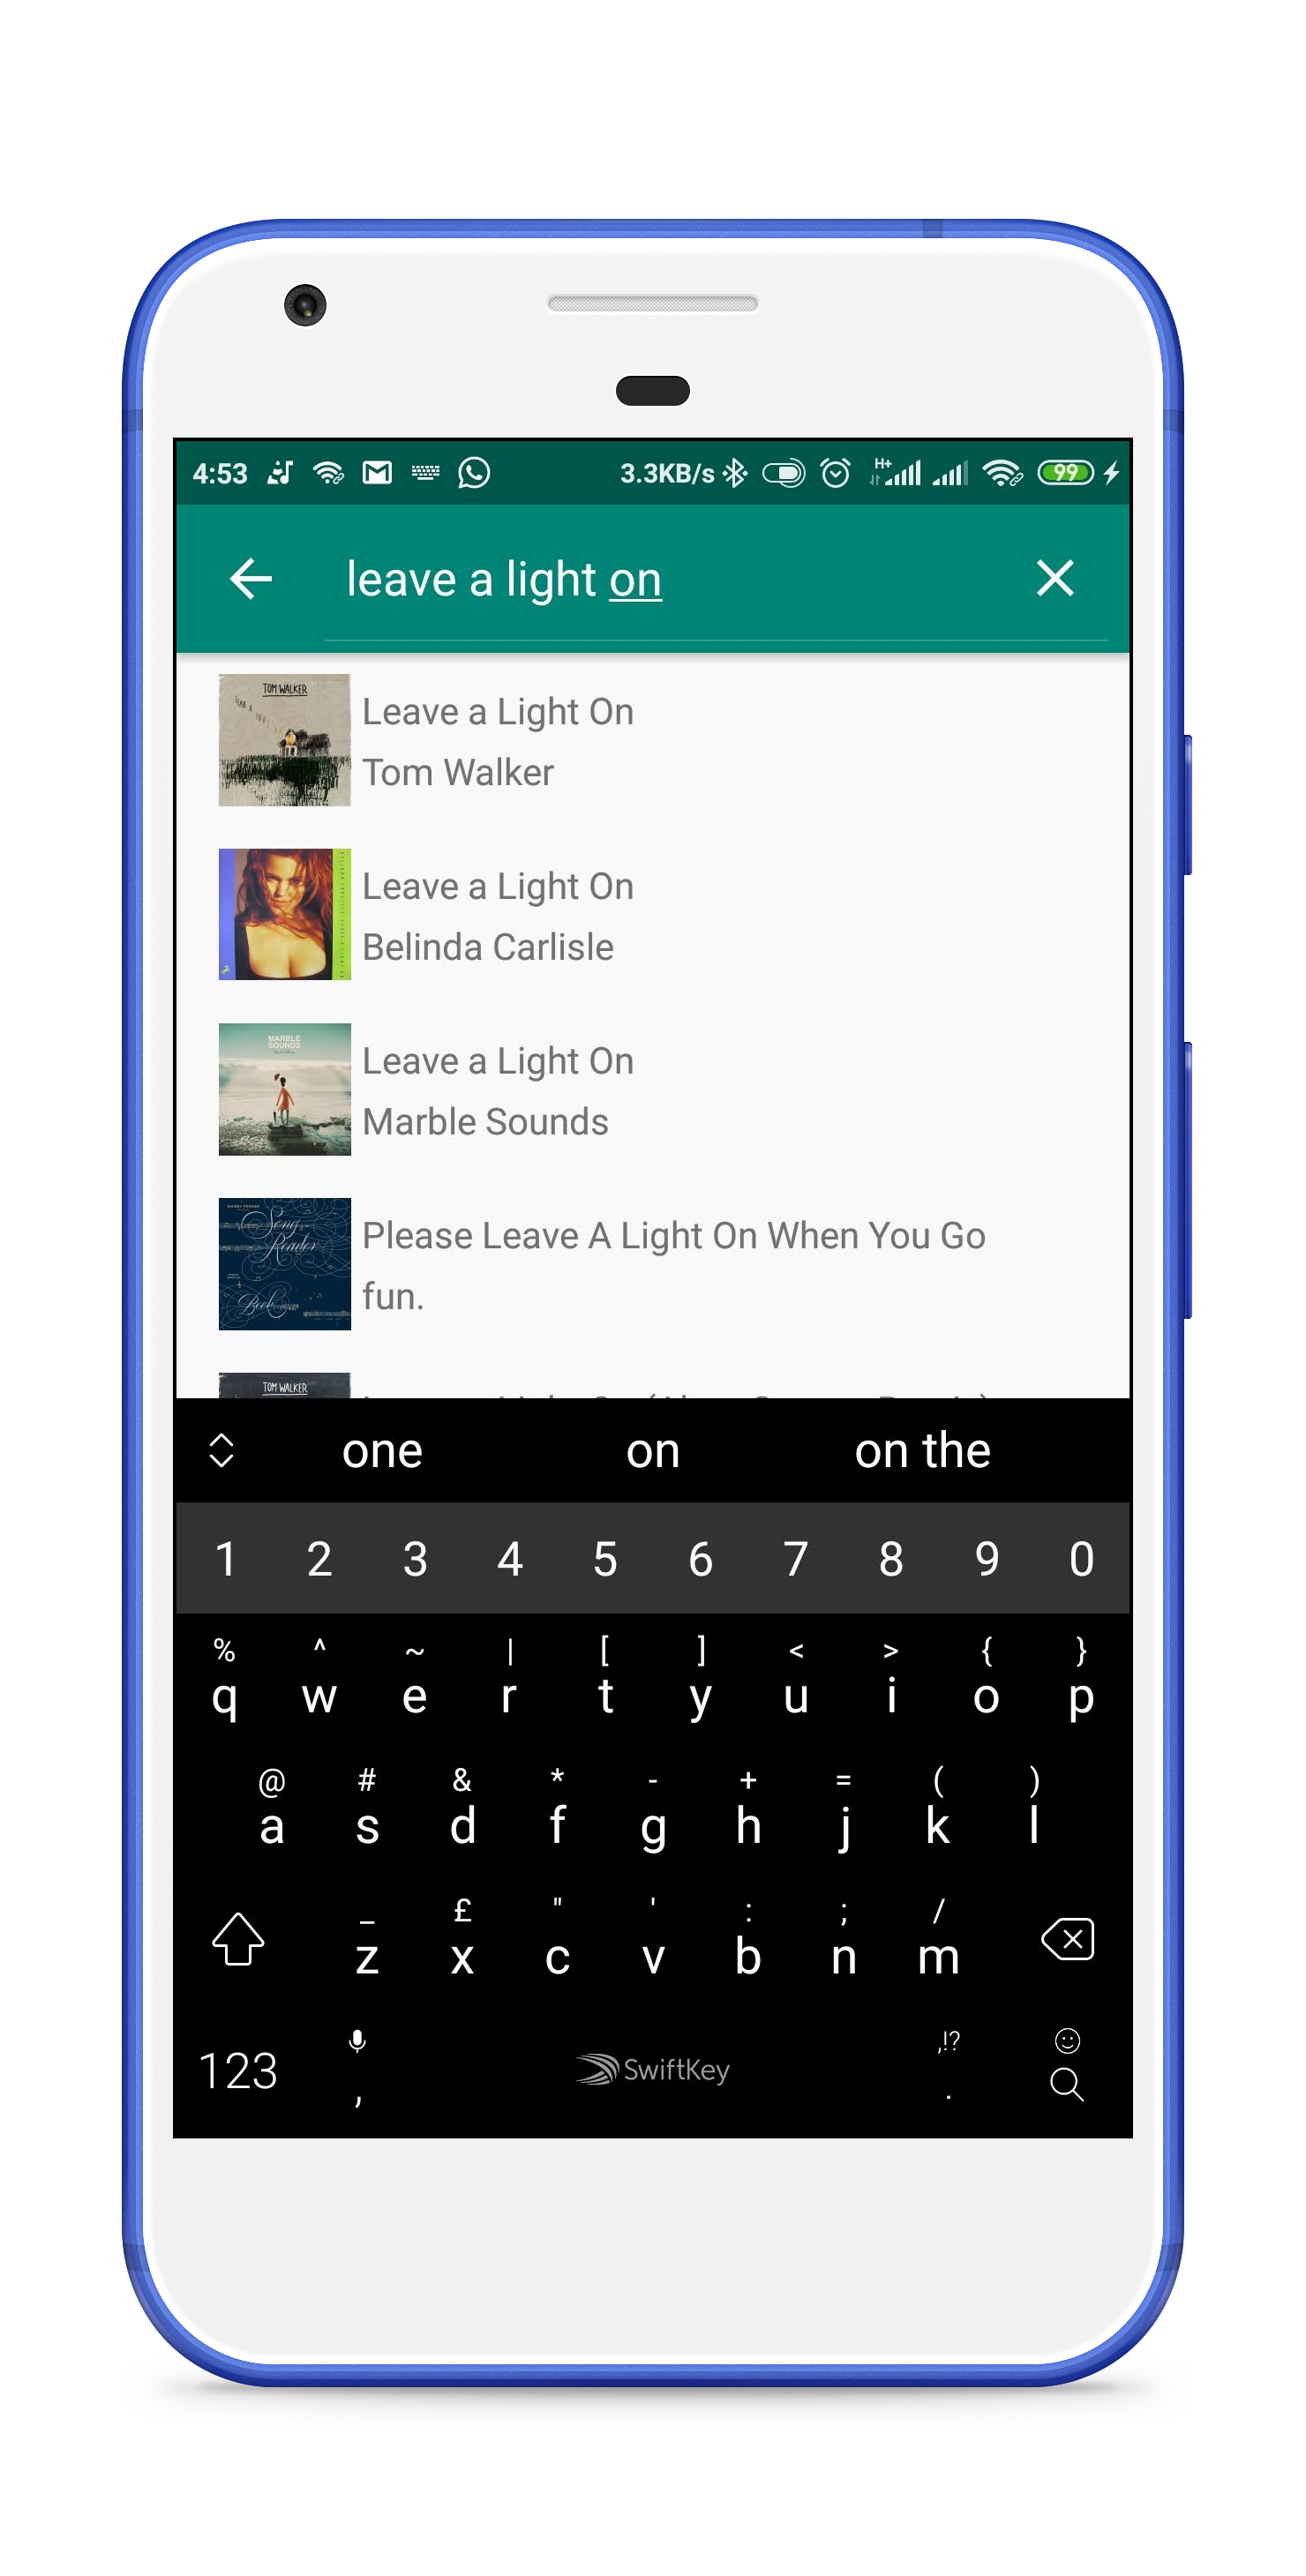 4:53 3.3KB/s H+ 99
leave a light on
TOM WALKER
Leave a Light On
Tom Walker
Leave a Light On
Belinda Carlisle
MARBLE
SOUNDS
Leave a Light On
Marble Sounds
Song
Reader
Beck
Please Leave A Light On When You Go
fun.
TOM WALKER
one on on the
1 2 3 4 5 6 7 8 9 0
% ^ ~ | [ ] < > { }
q w e r t y u i o p
@ # & * - + = ( )
a s d f g h j k l
_ £ " ' : ; /
z x c v b n m
,!?
123 , SwiftKey .